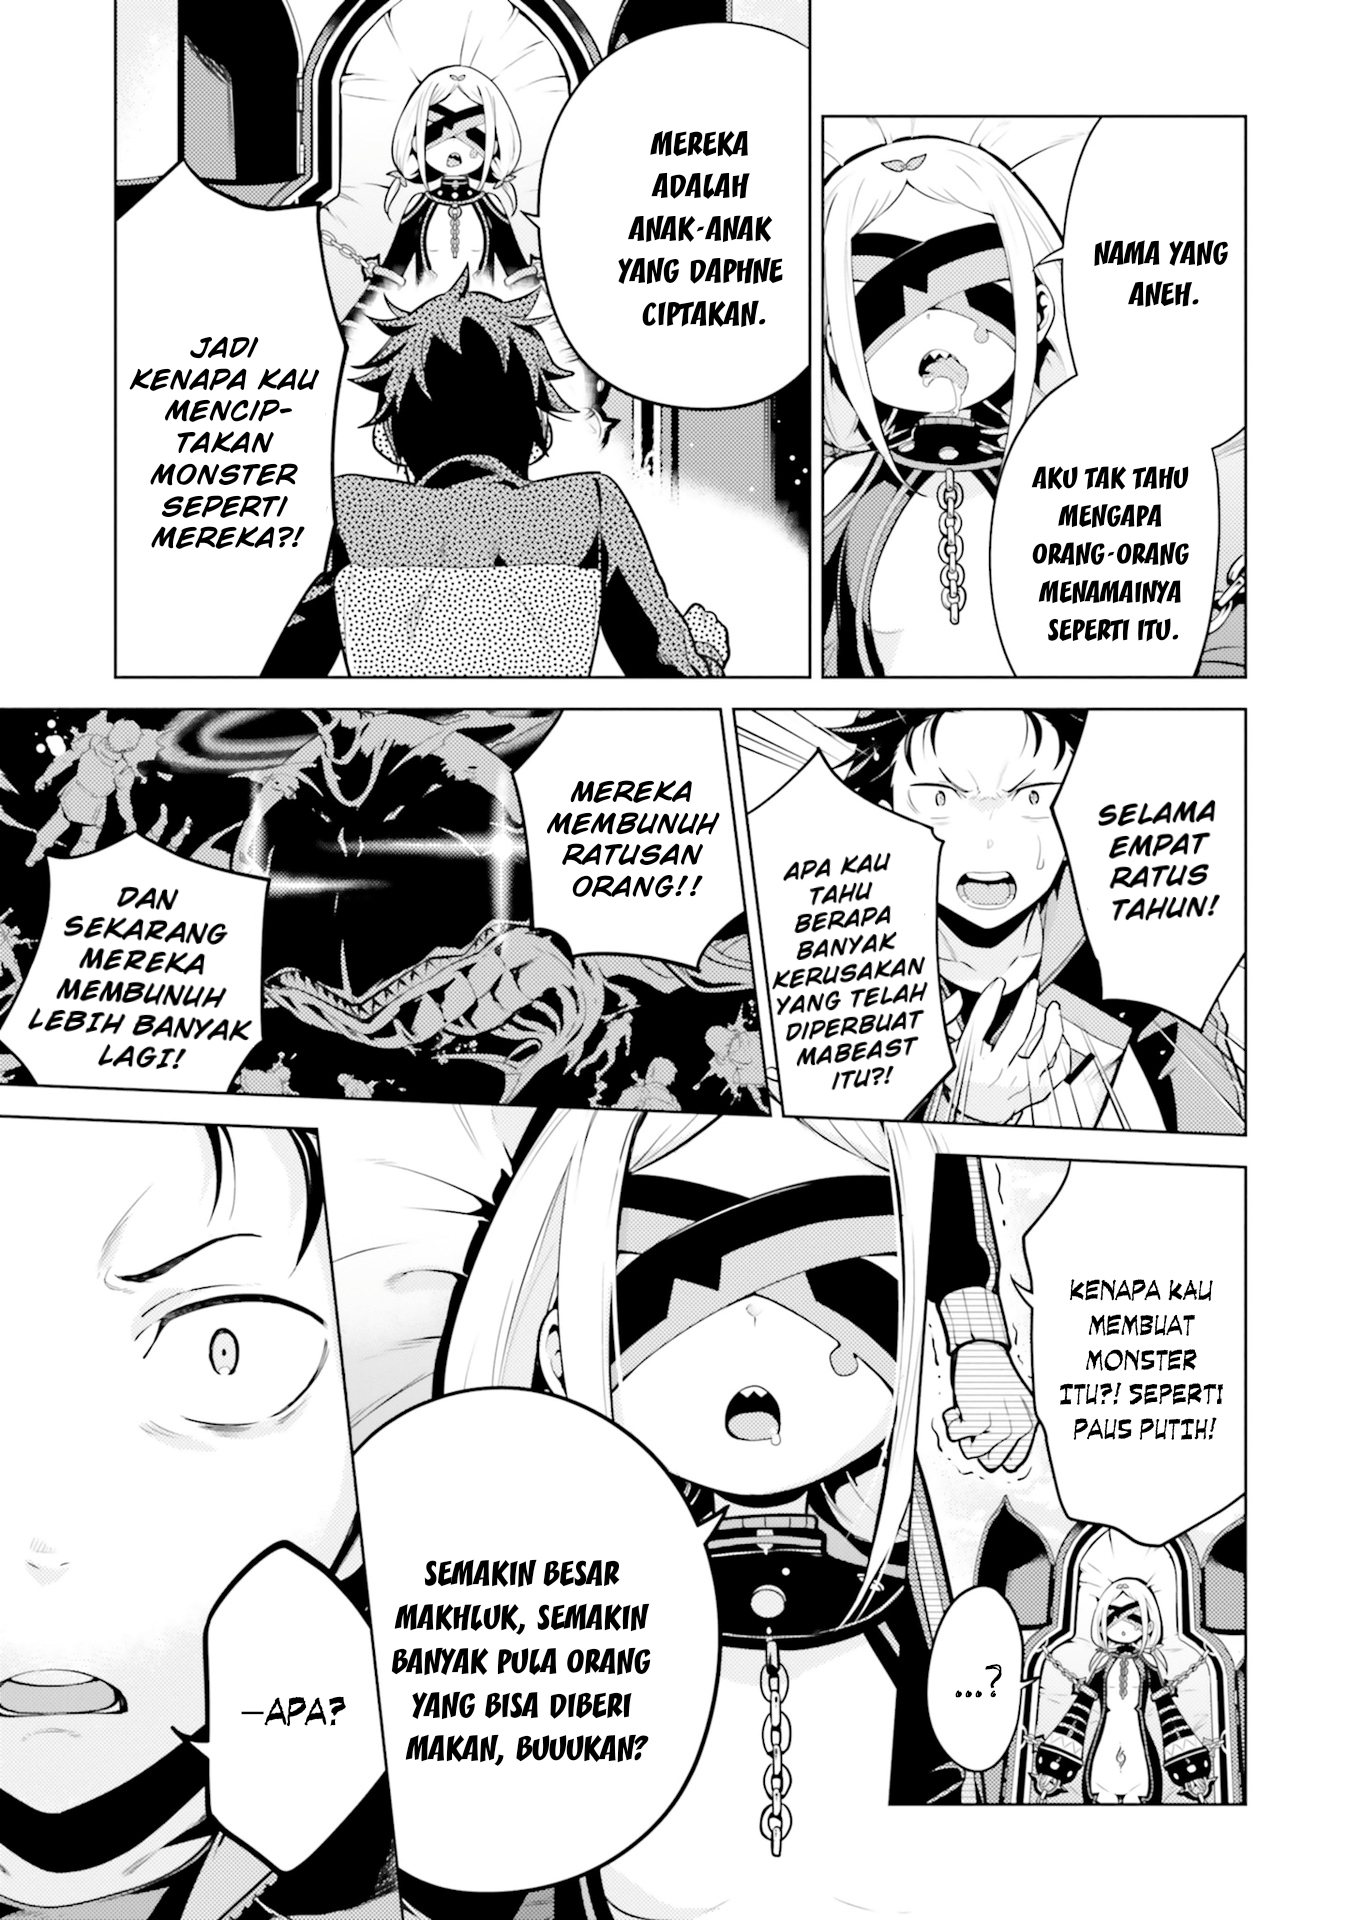 NAMA YANG
ANEH.
AKU TAK TAHU
MENGAPA
ORANG-ORANG
MENAMAINYA
SEPERTI ITU.
MEREKA
ADALAH
ANAK-ANAK
YANG DAPHNE
CIPTAKAN.
JADI
KENAPA KAU
MENCIP-
TAKAN
MONSTER
SEPERTI
MEREKA?!
SELAMA
EMPAT
RATUS
TAHUN!
APA KAU
TAHU
BERAPA
BANYAK
KERUSAKAN
YANG TELAH
DIPERBUAT
MABEAST
ITU?!
MEREKA
MEMBUNUH
RATUSAN
ORANG!!
DAN
SEKARANG
MEREKA
MEMBUNUH
LEBIH BANYAK
LAGI!
KENAPA KAU
MEMBUAT
MONSTER
ITU?! SEPERTI
PAUS PUTIH!
...?
SEMAKIN BESAR
MAKHLUK, SEMAKIN
BANYAK PULA ORANG
YANG BISA DIBERI
MAKAN, BUUUKAN?
—APA?